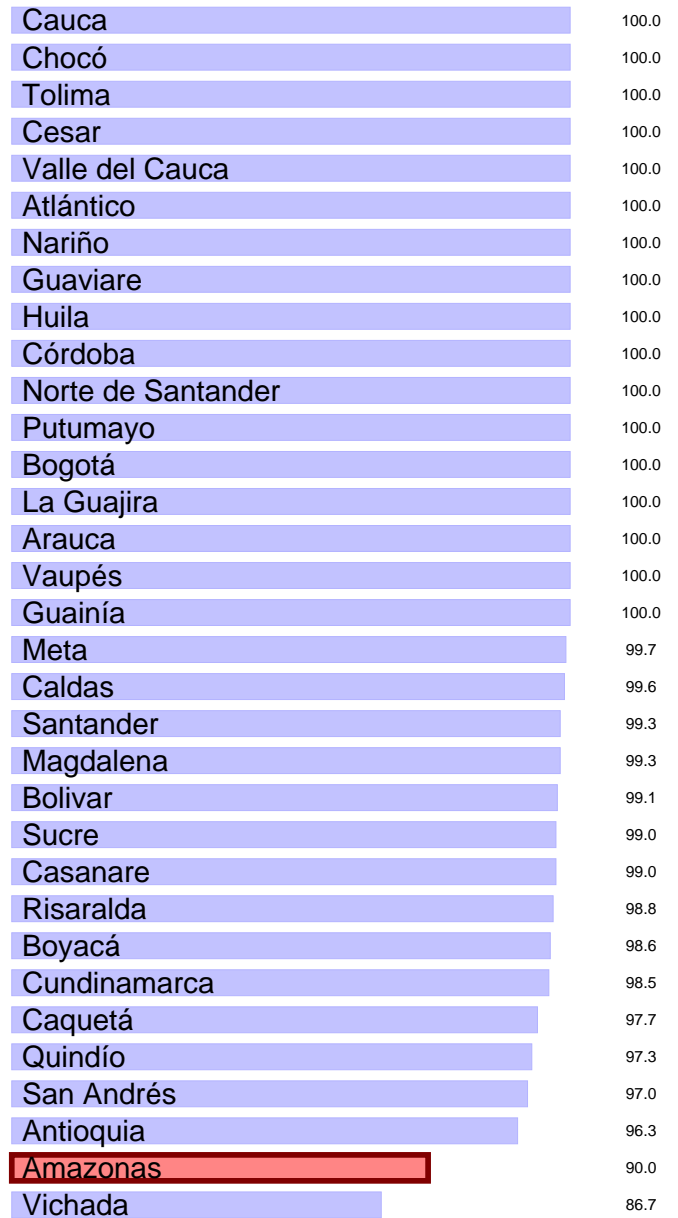 Cauca 100.0
Chocó 100.0
Tolima 100.0
Cesar 100.0
Valle del Cauca 100.0
Atlántico 100.0
Nariño 100.0
Guaviare 100.0
Huila 100.0
Córdoba 100.0
Norte de Santander 100.0
Putumayo 100.0
Bogotá 100.0
La Guajira 100.0
Arauca 100.0
Vaupés 100.0
Guainía 100.0
Meta 99.7
Caldas 99.6
Santander 99.3
Magdalena 99.3
Bolivar 99.1
Sucre 99.0
Casanare 99.0
Risaralda 98.8
Boyacá 98.6
Cundinamarca 98.5
Caquetá 97.7
Quindío 97.3
San Andrés 97.0
Antioquia 96.3
Amazonas 90.0
Vichada 86.7